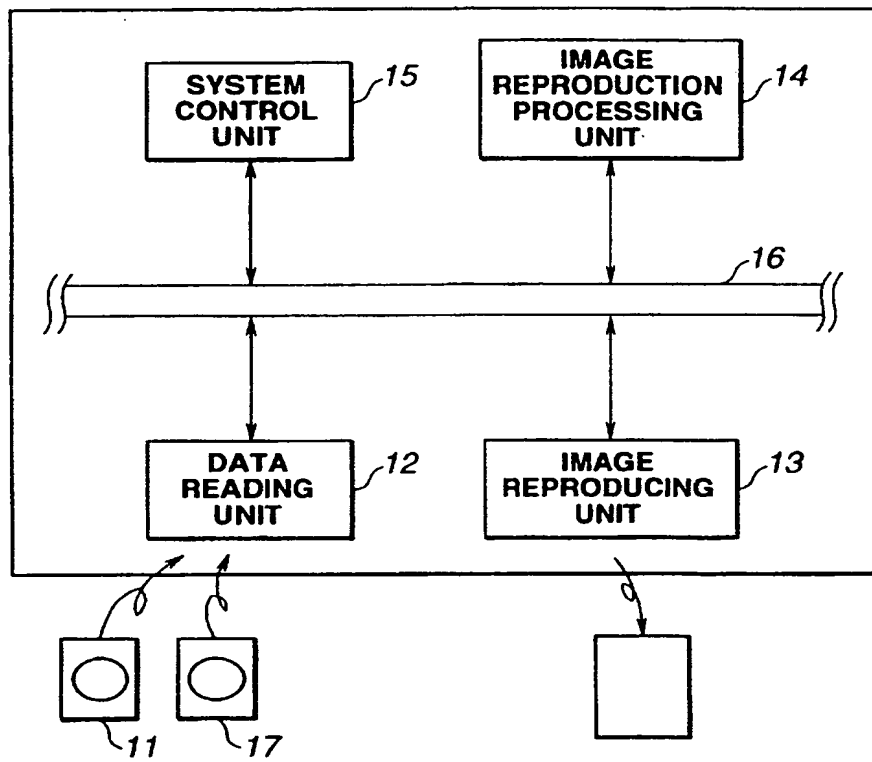 SYSTEM
CONTROL
UNIT
15
IMAGE
REPRODUCTION
PROCESSING
UNIT
14
16
DATA
READING
UNIT
12
IMAGE
REPRODUCING
UNIT
13
11
17